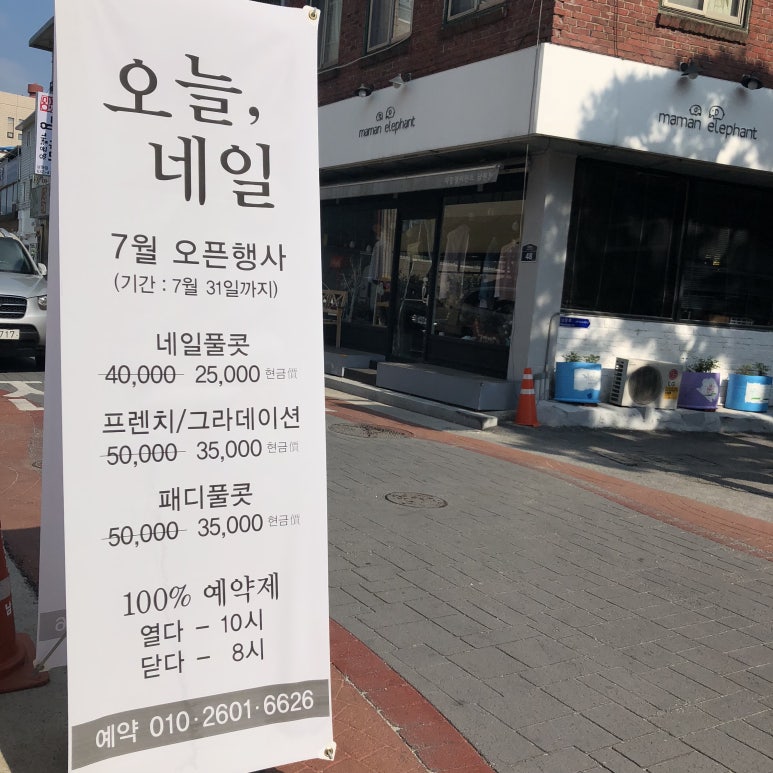 오늘,
네일
7월 오픈행사
(기간 : 7월 31일까지)
네일풀콧
40,000 25,000 현금價
프렌치/그라데이션
50,000 35,000 현금價
패디풀콧
50,000 35,000 현금價
100% 예약제
열다 - 10시
닫다 - 8시
예약 010·2601·6626
maman elephant
maman elephant
48
717
LG